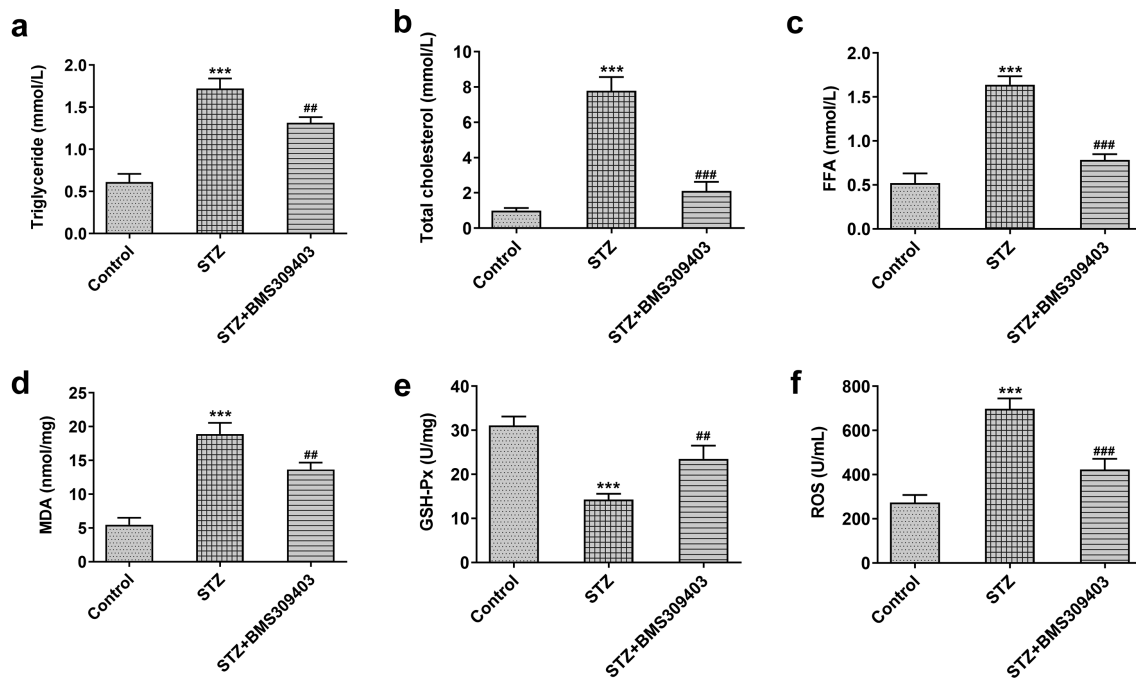 a
Triglyceride (mmol/L)
2.0
1.5
1.0
0.5
0.0
***
##
Control
STZ
STZ+BMS309403
b
Total cholesterol (mmol/L)
10
8
6
4
2
0
***
###
Control
STZ
STZ+BMS309403
c
FFA (mmol/L)
2.0
1.5
1.0
0.5
0.0
***
###
Control
STZ
STZ+BMS309403
d
MDA (nmol/mg)
25
20
15
10
5
0
***
##
Control
STZ
STZ+BMS309403
e
GSH-Px (U/mg)
40
30
20
10
0
***
##
Control
STZ
STZ+BMS309403
f
ROS (U/mL)
800
600
400
200
0
***
###
Control
STZ
STZ+BMS309403